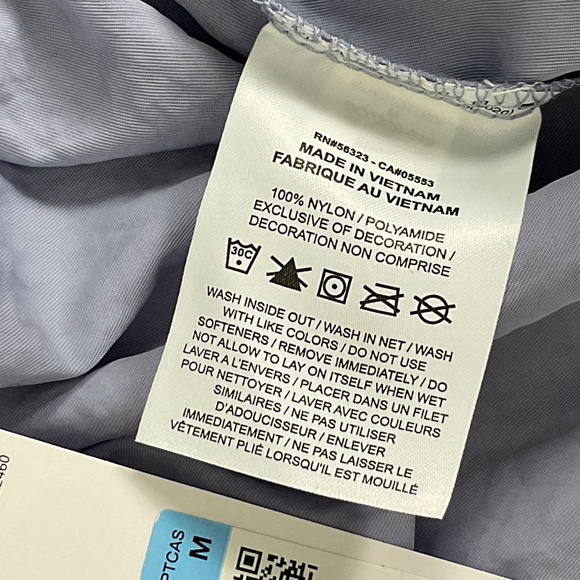 RN#56323 - CA#05553
MADE IN VIETNAM
FABRIQUE AU VIETNAM
100% NYLON / POLYAMIDE
EXCLUSIVE OF DECORATION /
DECORATION NON COMPRISE
30C
WASH INSIDE OUT / WASH IN NET / WASH
WITH LIKE COLORS / DO NOT USE
SOFTENERS / REMOVE IMMEDIATELY / DO
NOT ALLOW TO LAY ON ITSELF WHEN WET
LAVER A L'ENVERS / PLACER DANS UN FILET
POUR NETTOYER / LAVER AVEC COULEURS
SIMILAIRES / NE PAS UTILISER
D'ADOUCISSEUR / ENLEVER
IMMEDIATEMENT / NE PAS LAISSER LE
VÊTEMENT PLIÉ LORSQU'IL EST MOUILLÉ
2460
PTCAS
M